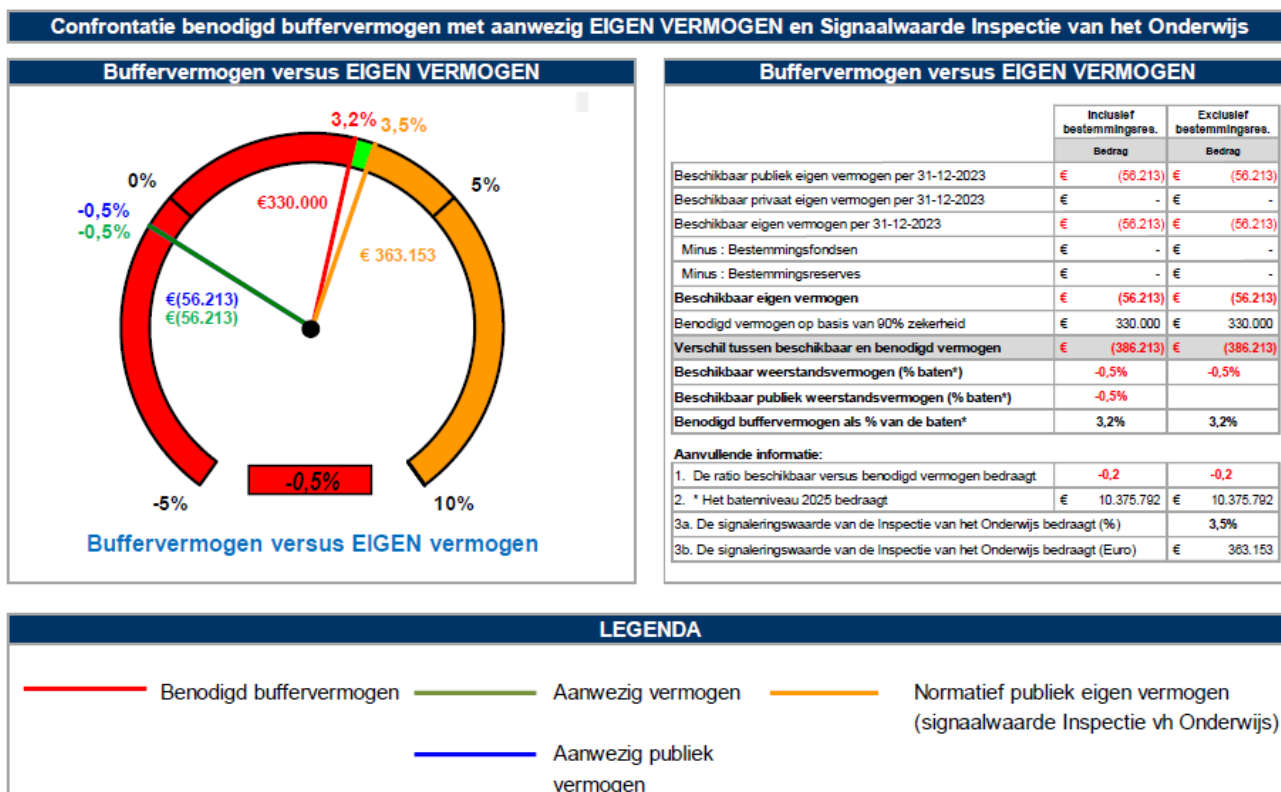 Confrontatie benodigd buffervermogen met aanwezig EIGEN VERMOGEN en Signaalwaarde Inspectie van het Onderwijs
Buffervermogen versus EIGEN VERMOGEN
3,2%
3,5%
0%
5%
-0,5%
-0,5%
€330.000
€ 363.153
€(56.213)
€(56.213)
-0,5%
-5%
10%
Buffervermogen versus EIGEN vermogen
Buffervermogen versus EIGEN VERMOGEN
Inclusief bestemmingsres. Exclusief bestemmingsres.
Bedrag Bedrag
Beschikbaar publiek eigen vermogen per 31-12-2023 € (56.213) € (56.213)
Beschikbaar privaat eigen vermogen per 31-12-2023 € - € -
Beschikbaar eigen vermogen per 31-12-2023 € (56.213) € (56.213)
Minus : Bestemmingsfondsen € - € -
Minus : Bestemmingsreserves € - € -
Beschikbaar eigen vermogen € (56.213) € (56.213)
Benodigd vermogen op basis van 90% zekerheid € 330.000 € 330.000
Verschil tussen beschikbaar en benodigd vermogen € (386.213) € (386.213)
Beschikbaar weerstandsvermogen (% baten*) -0,5% -0,5%
Beschikbaar publiek weerstandsvermogen (% baten*) -0,5%
Benodigd buffervermogen als % van de baten* 3,2% 3,2%
Aanvullende informatie:
1. De ratio beschikbaar versus benodigd vermogen bedraagt -0,2 -0,2
2. * Het batenniveau 2025 bedraagt € 10.375.792 € 10.375.792
3a. De signaleringswaarde van de Inspectie van het Onderwijs bedraagt (%) 3,5%
3b. De signaleringswaarde van de Inspectie van het Onderwijs bedraagt (Euro) € 363.153
LEGENDA
Benodigd buffervermogen
Aanwezig vermogen
Normatief publiek eigen vermogen
(signaalwaarde Inspectie vh Onderwijs)
Aanwezig publiek
vermogen